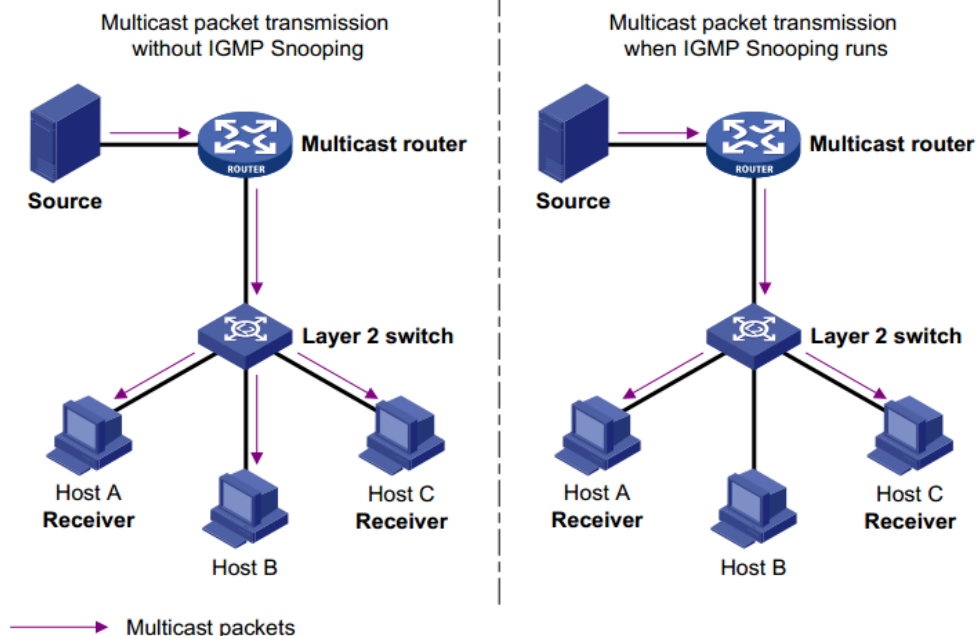 Multicast packet transmission
without IGMP Snooping
Source
ROUTER
Multicast router
Layer 2 switch
Host A
Receiver
Host B
Host C
Receiver
Multicast packet transmission
when IGMP Snooping runs
Source
ROUTER
Multicast router
Layer 2 switch
Host A
Receiver
Host B
Host C
Receiver
Multicast packets